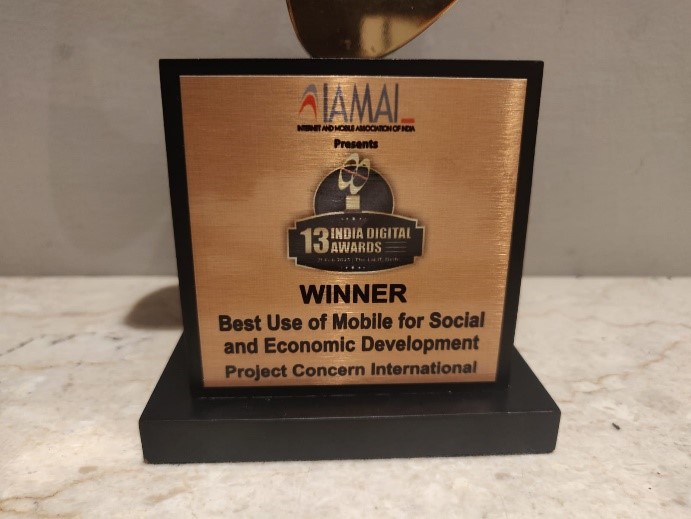 IAMAI
INTERNET AND MOBILE ASSOCIATION OF INDIA
Presents
13 INDIA DIGITAL
AWARDS
WINNER
Best Use of Mobile for Social
and Economic Development
Project Concern International